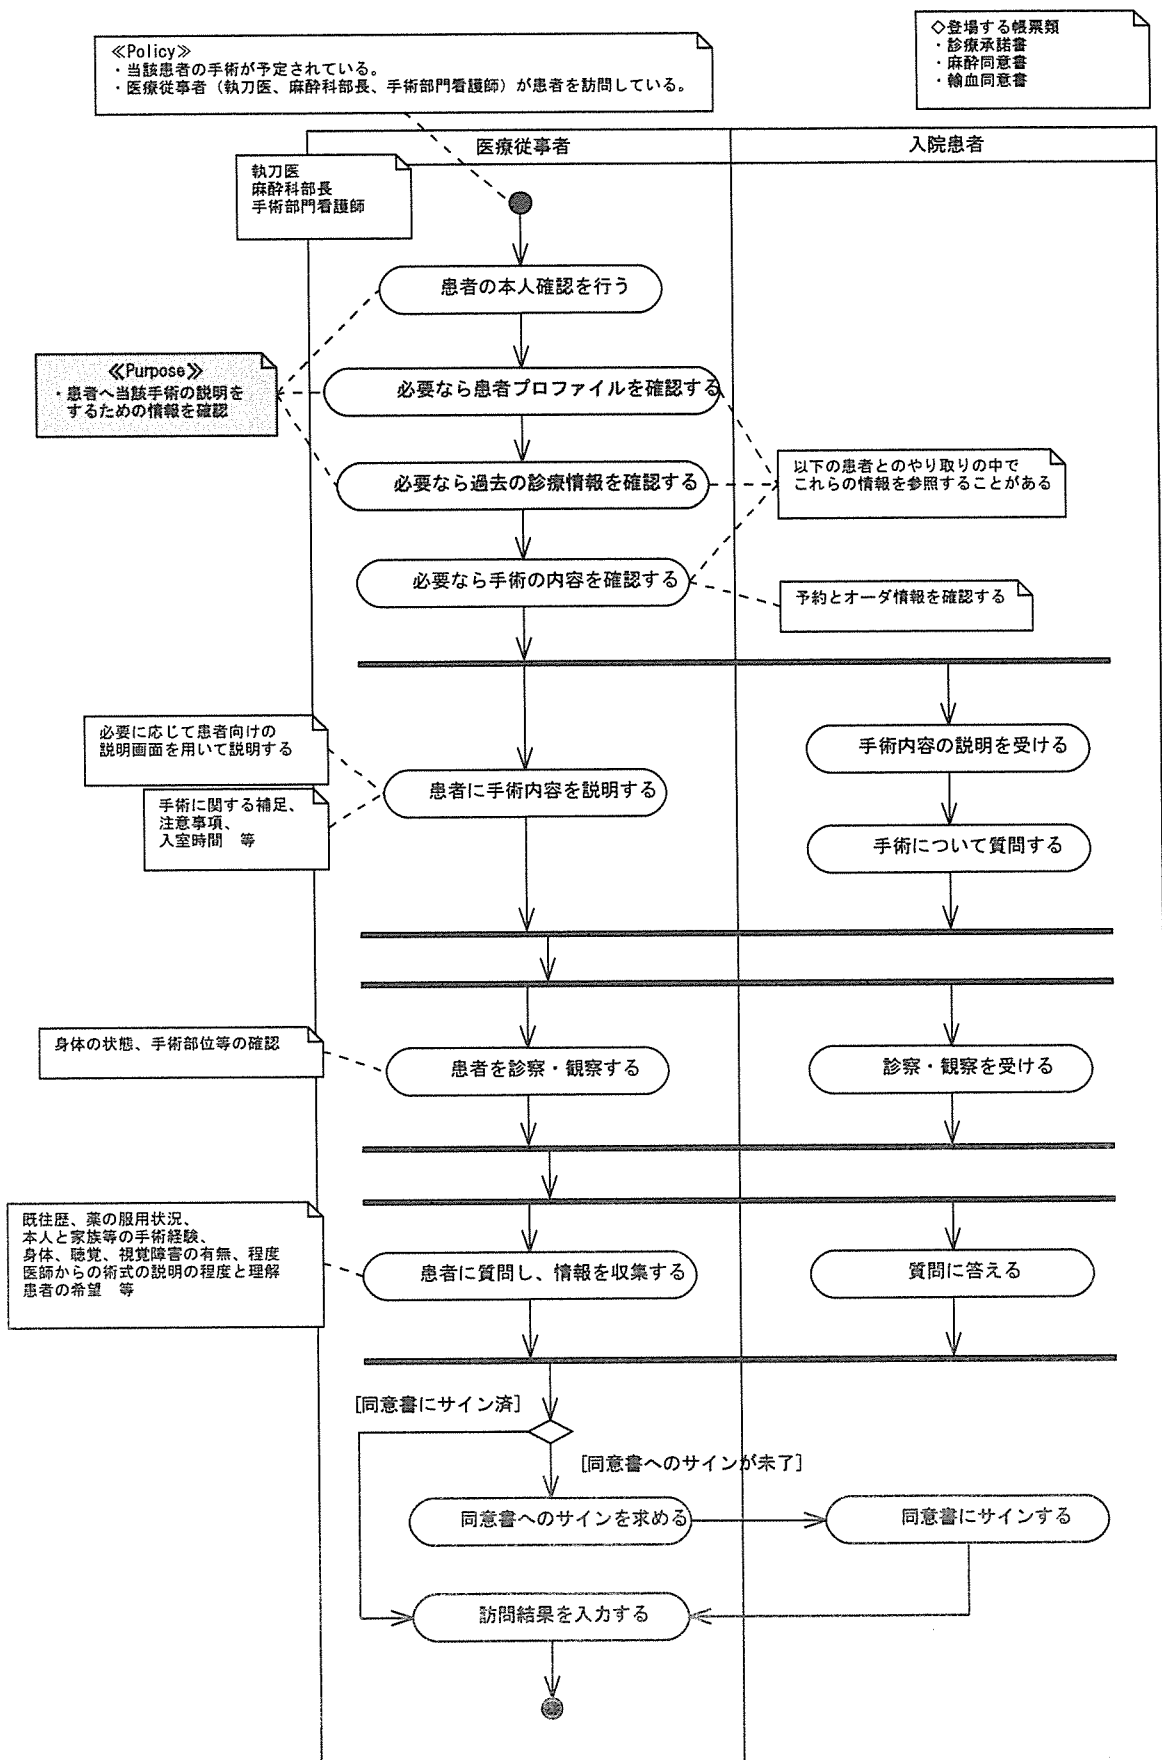 ≪Policy≫
・当該患者の手術が予定されている。
・医療従事者（執刀医、麻酔科部長、手術部門看護師）が患者を訪問している。
◇登場する帳票類
・診療承諾書
・麻酔同意書
・輸血同意書
医療従事者
入院患者
執刀医
麻酔科部長
手術部門看護師
患者の本人確認を行う
≪Purpose≫
・患者へ当該手術の説明を
するための情報を確認
必要なら患者プロファイルを確認する
必要なら過去の診療情報を確認する
以下の患者とのやり取りの中で
これらの情報を参照することがある
必要なら手術の内容を確認する
予約とオーダ情報を確認する
必要に応じて患者向けの
説明画面を用いて説明する
手術内容の説明を受ける
患者に手術内容を説明する
手術に関する補足、
注意事項、
入室時間　等
手術について質問する
身体の状態、手術部位等の確認
患者を診察・観察する
診察・観察を受ける
既往歴、薬の服用状況、
本人と家族等の手術経験、
身体、聴覚、視覚障害の有無、程度
医師からの術式の説明の程度と理解
患者の希望　等
患者に質問し、情報を収集する
質問に答える
[同意書にサイン済]
[同意書へのサインが未了]
同意書へのサインを求める
同意書にサインする
訪問結果を入力する